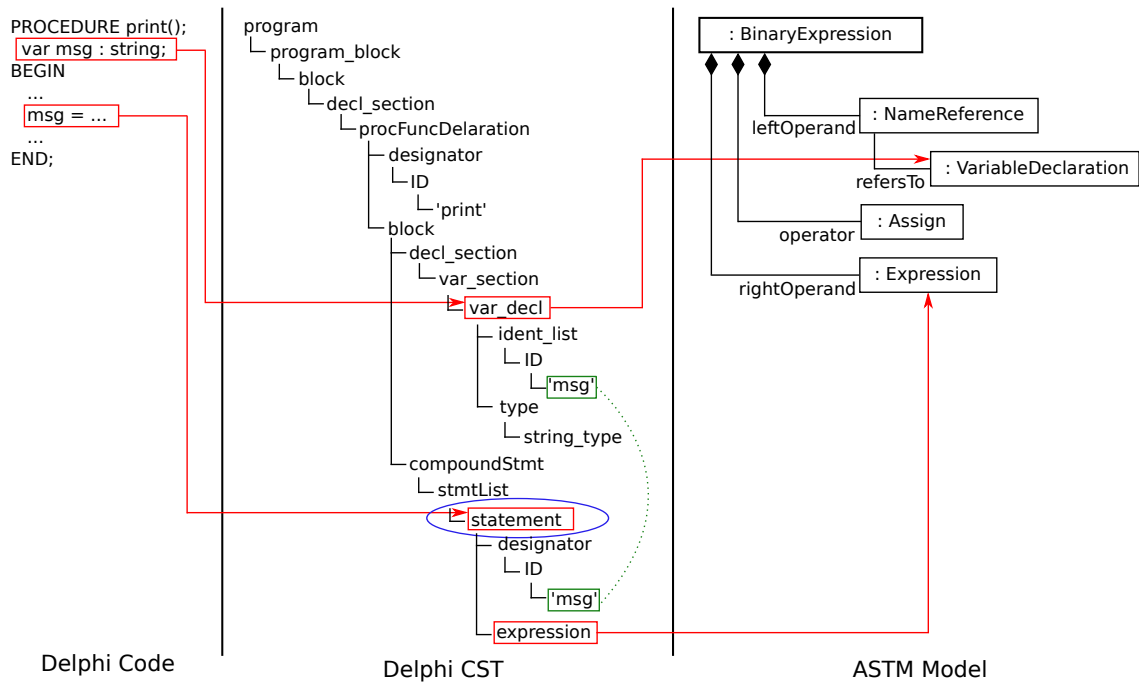 PROCEDURE print();
var msg : string;
BEGIN
...
msg = ...
...
END;
Delphi Code
program
program_block
block
decl_section
procFuncDelaration
designator
ID
'print'
block
decl_section
var_section
var_decl
ident_list
ID
'msg'
type
string_type
compoundStmt
stmtList
statement
designator
ID
'msg'
expression
Delphi CST
: BinaryExpression
: NameReference
leftOperand
: VariableDeclaration
refersTo
: Assign
operator
: Expression
rightOperand
ASTM Model